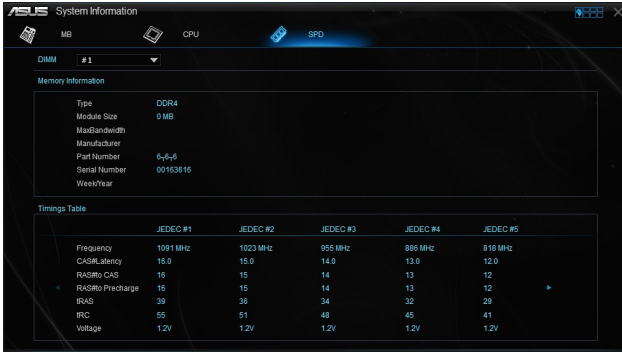 ASUS System Information
MB CPU SPD
DIMM #1
Memory Information
Type DDR4
Module Size 0 MB
MaxBandwidth
Manufacturer
Part Number 6┐6┐6
Serial Number 00163616
Week/Year
Timings Table
JEDEC #1 JEDEC #2 JEDEC #3 JEDEC #4 JEDEC #5
Frequency 1091 MHz 1023 MHz 955 MHz 886 MHz 818 MHz
CAS#Latency 16.0 15.0 14.0 13.0 12.0
RAS#to CAS 16 15 14 13 12
RAS#to Precharge 16 15 14 13 12
tRAS 39 36 34 32 29
tRC 55 51 48 45 41
Voltage 1.2V 1.2V 1.2V 1.2V 1.2V